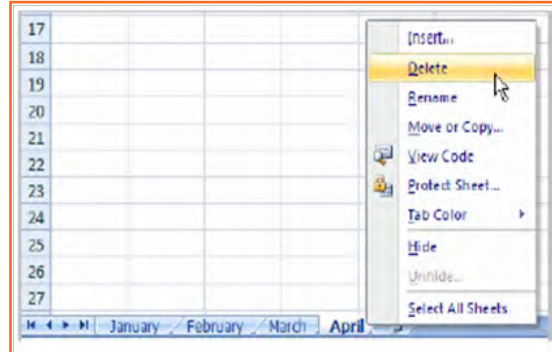 17
18
19
20
21
22
23
24
25
26
27
Insert...
Delete
Rename
Move or Copy...
View Code
Protect Sheet...
Tab Color
Hide
Unhide...
Select All Sheets
January February March April